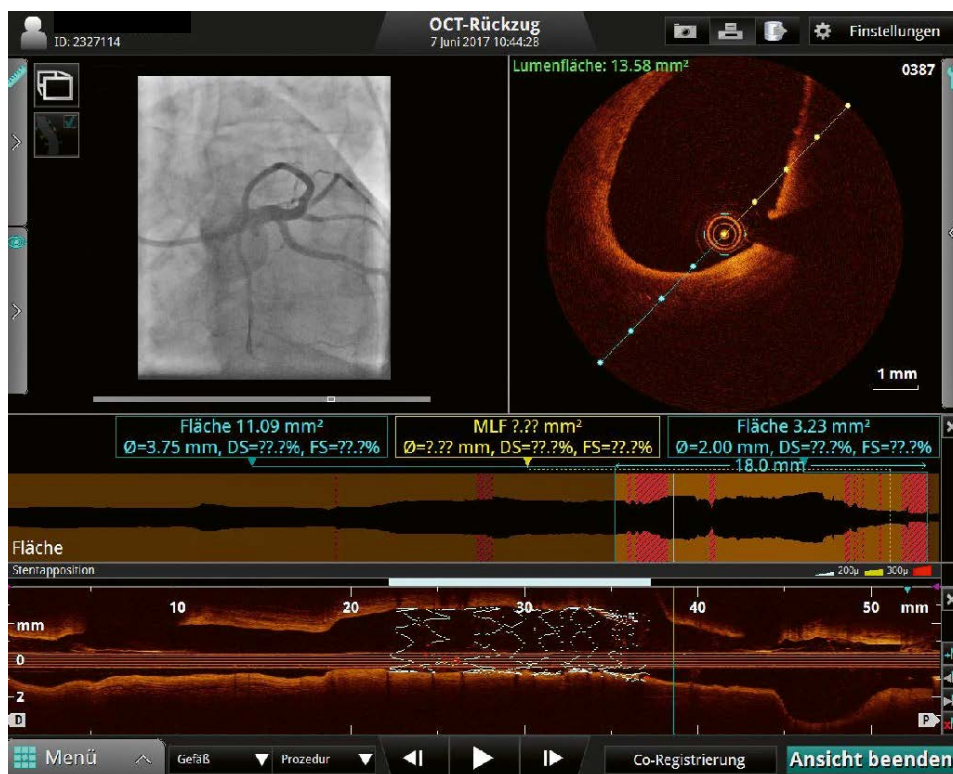 ID: 2327114
OCT-Rückzug
7 Juni 2017 10:44:28
Einstellungen
Lumenfläche: 13.58 mm²
0387
1 mm
Fläche 11.09 mm²
Ø=3.75 mm, DS=??.?%, FS=??.?%
MLF ?.?? mm²
Ø=?.?? mm, DS=??.?%, FS=??.?%
Fläche 3.23 mm²
Ø=2.00 mm, DS=??.?%, FS=??.?%
18.0 mm
Fläche
Stentapposition
200µ 300µ
10 20 30 40 50 mm
mm
0
2
D
P
Menü
Gefäß
Prozedur
Co-Registrierung
Ansicht beenden